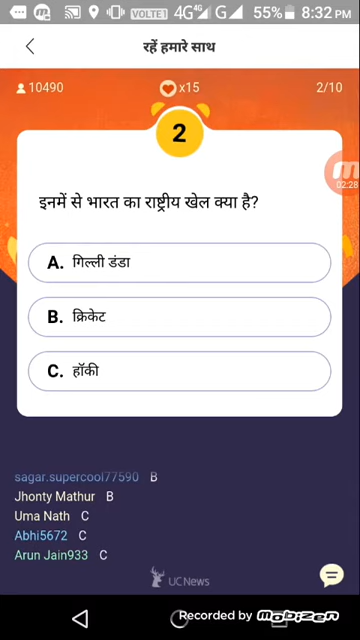 VOLTE1 4G 4G G 55% 8:32 PM
रहें हमारे साथ
10490 x15 2/10
2
02:28
इनमें से भारत का राष्ट्रीय खेल क्या है?
A. गिल्ली डंडा
B. क्रिकेट
C. हॉकी
sagar.supercool77590 B
Jhonty Mathur B
Uma Nath C
Abhi5672 C
Arun Jain933 C
UC News
Recorded by mobizen